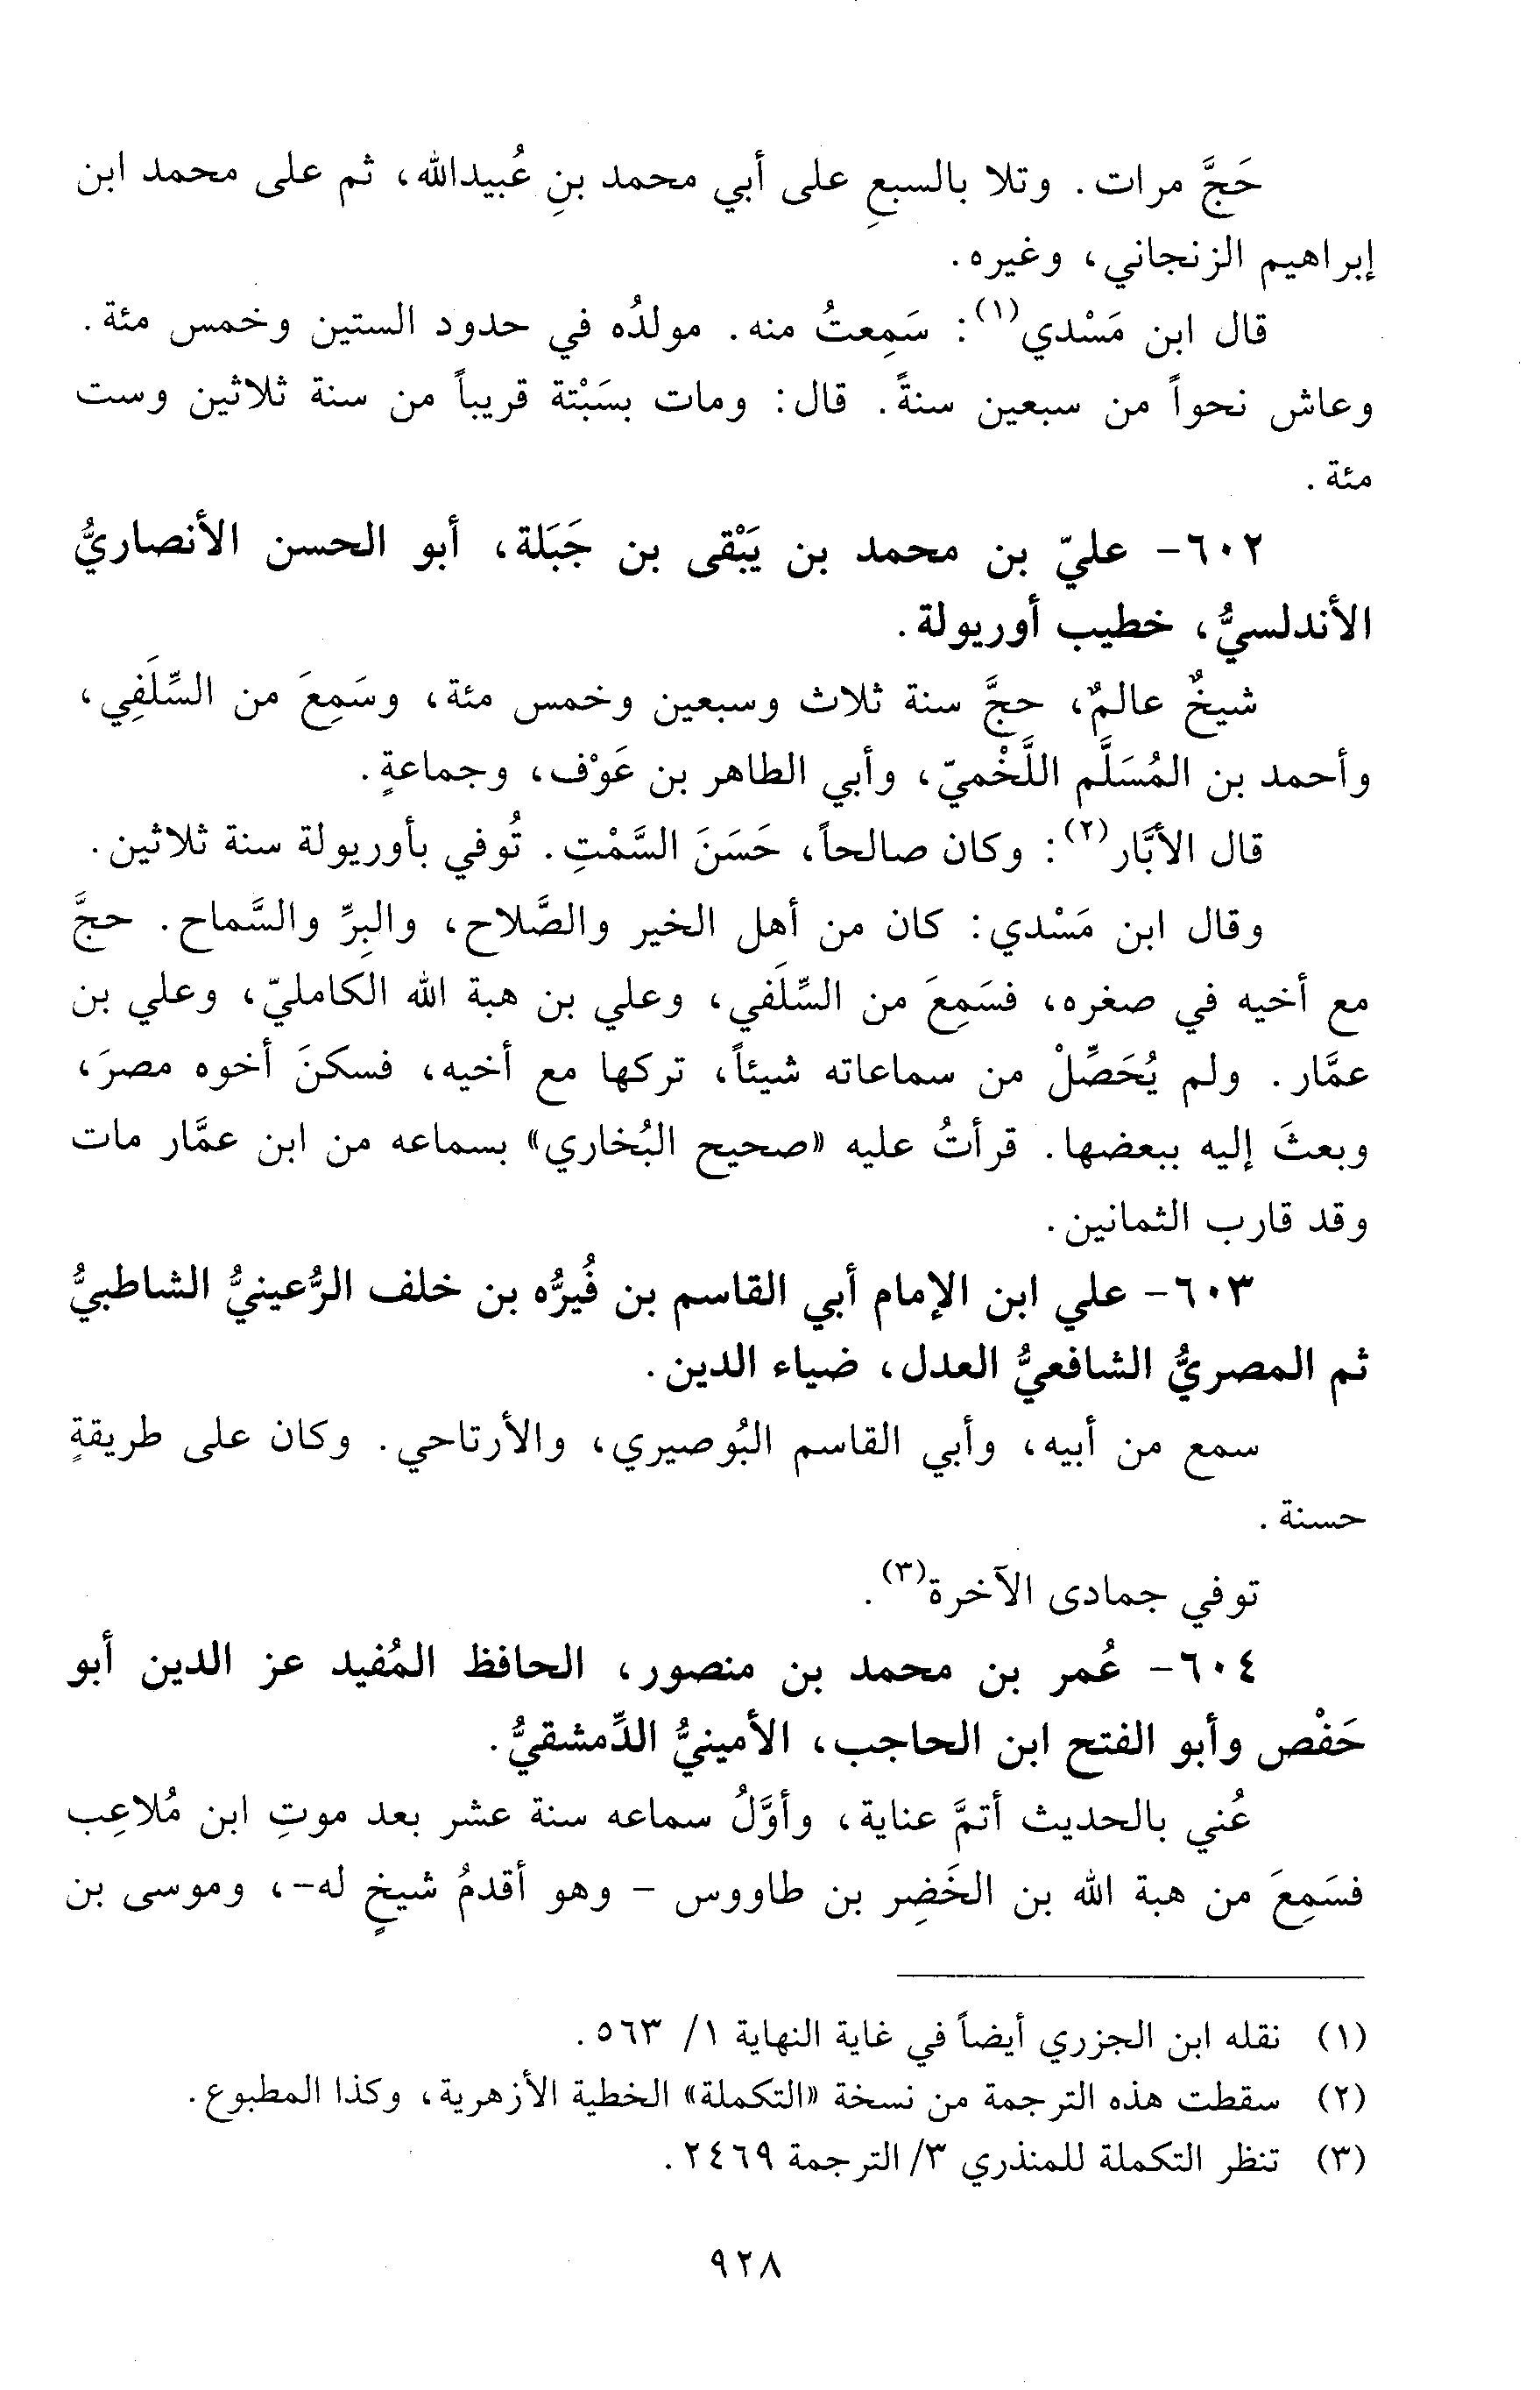 حَجَّ مرات. وتلا بالسبعِ على أبي محمد بنِ عُبيدالله، ثم على محمد ابن
إبراهيم الزنجاني، وغيره.
قال ابن مَسْدي(١): سَمِعتُ منه. مولدُه في حدود الستين وخمس مئة.
وعاش نحواً من سبعين سنةً. قال: ومات بسَبْتة قريباً من سنة ثلاثين وست
مئة.
٦٠٢- عليّ بن محمد بن يَبْقى بن جَبَلة، أبو الحسن الأنصاريُّ
الأندلسيُّ، خطيب أوريولة.
شيخٌ عالمٌ، حجَّ سنة ثلاث وسبعين وخمس مئة، وسَمِعَ من السِّلَفِي،
وأحمد بن المُسَلَّم اللَّخْميّ، وأبي الطاهر بن عَوْف، وجماعةٍ.
قال الأبَّار(٢): وكان صالحاً، حَسَنَ السَّمْتِ. تُوفي بأوريولة سنة ثلاثين.
وقال ابن مَسْدي: كان من أهل الخير والصَّلاح، والبِرِّ والسَّماح. حجَّ
مع أخيه في صغره، فسَمِعَ من السِّلَفي، وعلي بن هبة الله الكامليّ، وعلي بن
عمَّار. ولم يُحَصِّلْ من سماعاته شيئاً، تركها مع أخيه، فسكنَ أخوه مصرَ،
وبعثَ إليه ببعضها. قرأتُ عليه «صحيح البُخاري» بسماعه من ابن عمَّار مات
وقد قارب الثمانين.
٦٠٣- علي ابن الإمام أبي القاسم بن فُيرُّه بن خلف الرُّعينيُّ الشاطبيُّ
ثم المصريُّ الشافعيُّ العدل، ضياء الدين.
سمع من أبيه، وأبي القاسم البُوصيري، والأرتاحي. وكان على طريقةٍ
حسنة.
توفي جمادى الآخرة(٣).
٦٠٤- عُمر بن محمد بن منصور، الحافظ المُفيد عز الدين أبو
حَفْص وأبو الفتح ابن الحاجب، الأمينيُّ الدِّمشقيُّ.
عُني بالحديث أتمَّ عناية، وأوَّلُ سماعه سنة عشر بعد موتِ ابن مُلاعِب
فسَمِعَ من هبة الله بن الخَضِر بن طاووس - وهو أقدمُ شيخٍ له-، وموسى بن
(١) نقله ابن الجزري أيضاً في غاية النهاية ١/ ٥٦٣.
(٢) سقطت هذه الترجمة من نسخة «التكملة» الخطية الأزهرية، وكذا المطبوع.
(٣) تنظر التكملة للمنذري ٣/ الترجمة ٢٤٦٩.
٩٢٨